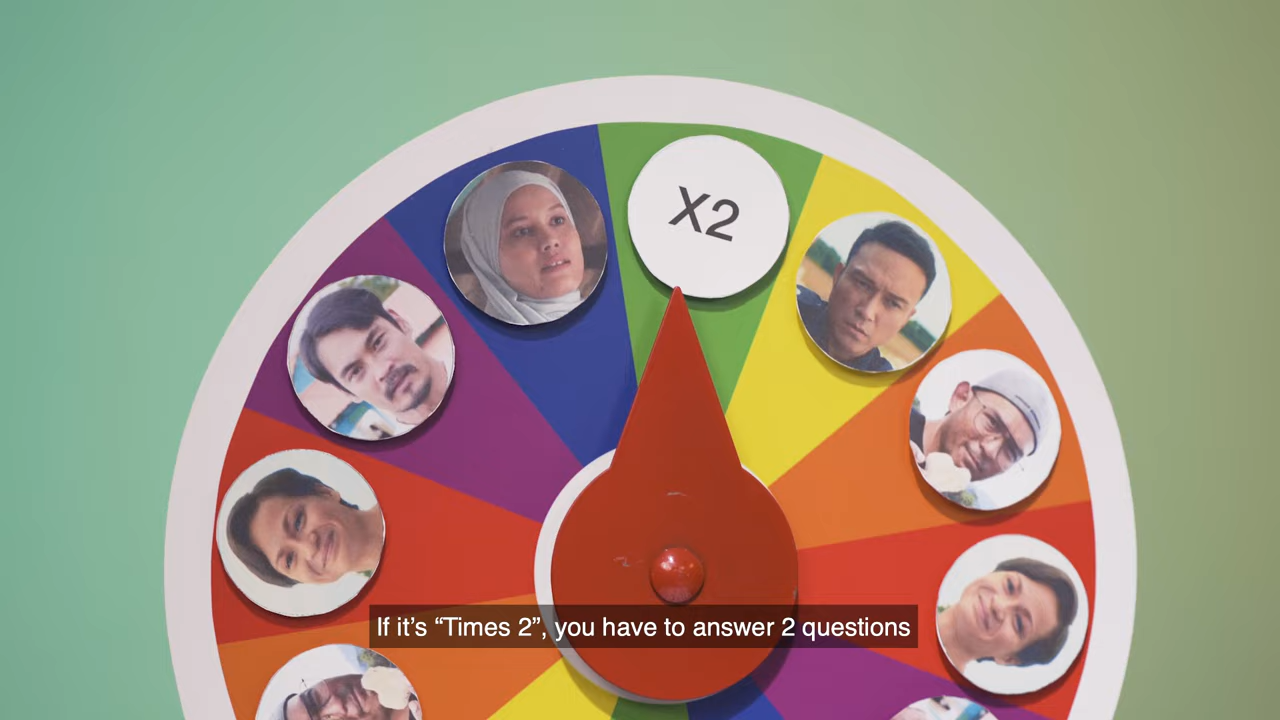 X2
If it's “Times 2”, you have to answer 2 questions